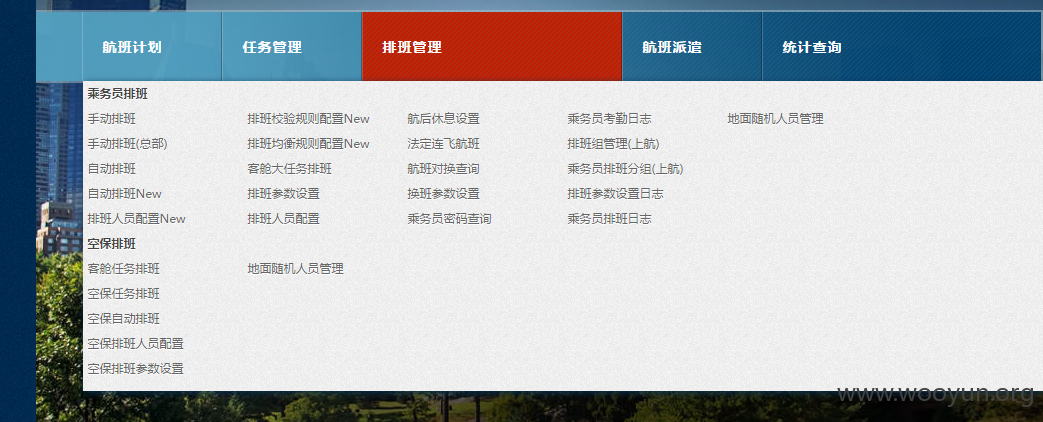 航班计划 任务管理 排班管理 航班派遣 统计查询
乘务员排班
手动排班 排班校验规则配置New 航后休息设置 乘务员考勤日志 地面随机人员管理
手动排班(总部) 排班均衡规则配置New 法定连飞航班 排班组管理(上航)
自动排班 客舱大任务排班 航班对换查询 乘务员排班分组(上航)
自动排班New 排班参数设置 换班参数设置 排班参数设置日志
排班人员配置New 排班人员配置 乘务员密码查询 乘务员排班日志
空保排班
客舱任务排班 地面随机人员管理
空保任务排班
空保自动排班
空保排班人员配置
空保排班参数设置
www.wooyun.org